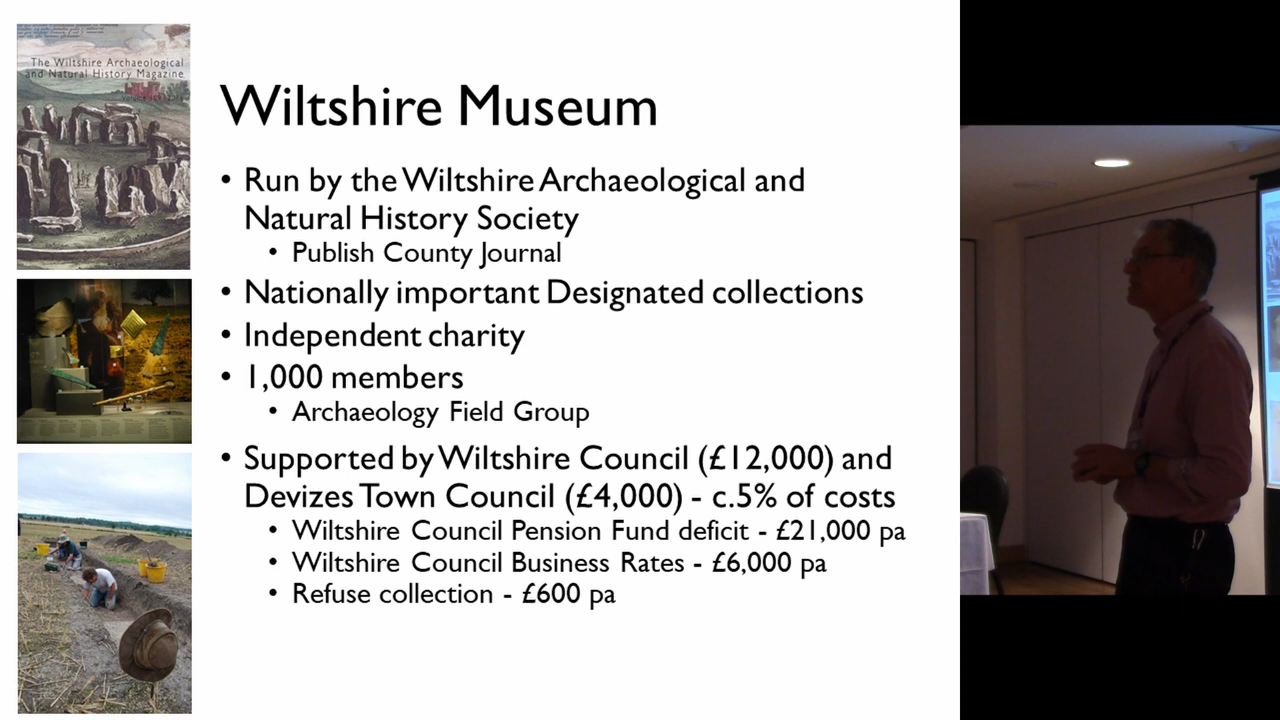 The Wiltshire Archaeological
and Natural History Magazine
Wiltshire Museum
• Run by the Wiltshire Archaeological and
Natural History Society
• Publish County Journal
• Nationally important Designated collections
• Independent charity
• 1,000 members
• Archaeology Field Group
• Supported by Wiltshire Council (£12,000) and
Devizes Town Council (£4,000) - c.5% of costs
• Wiltshire Council Pension Fund deficit - £21,000 pa
• Wiltshire Council Business Rates - £6,000 pa
• Refuse collection - £600 pa